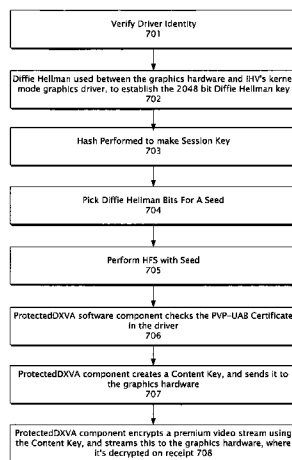 Verify Driver Identity
701
Diffie Hellman used between the graphics hardware and IHV's kernel
mode graphics driver, to establish the 2048 bit Diffie Hellman key
702
Hash Performed to make Session Key
703
Pick Diffie Hellman Bits For A Seed
704
Perform HFS with Seed
705
ProtectedDXVA software component checks the PVP-UAB Certificate
in the driver
706
ProtectedDXVA component creates a Content Key, and sends it to
the graphics hardware
707
ProtectedDXVA component encrypts a premium video stream using
the Content Key, and streams this to the graphics hardware, where
it's decrypted on receipt 708